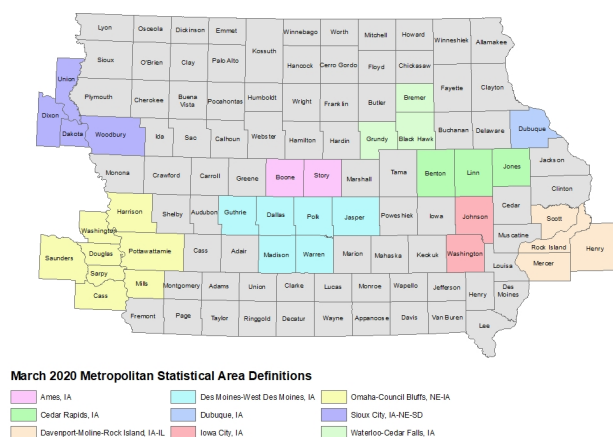 Lyon Osceola Dickinson Emmet Winnebago Worth Mitchell Howard Winneshiek Allamakee
Kossuth
Sioux O'Brien Clay Palo Alto Hancock Cerro Gordo Floyd Chickasaw
Union
Plymouth Cherokee Buena Vista Pocahontas Humboldt Wright Franklin Butler Bremer Fayette Clayton
Dixon Dakota Woodbury Ida Sac Calhoun Webster Hamilton Hardin Grundy Black Hawk Buchanan Delaware Dubuque
Monona Crawford Carroll Greene Boone Story Marshall Tama Benton Linn Jones Jackson
Clinton
Harrison Shelby Audubon Guthrie Dallas Polk Jasper Poweshiek Iowa Johnson Cedar Scott
Washington
Muscatine
Saunders Douglas Pottawattamie Cass Adair Madison Warren Marion Mahaska Keokuk Washington Rock Island Henry
Sarpy Louisa Mercer
Cass Mills Montgomery Adams Union Clarke Lucas Monroe Wapello Jefferson Henry Des Moines
Fremont Page Taylor Ringgold Decatur Wayne Appanoose Davis Van Buren Lee
March 2020 Metropolitan Statistical Area Definitions
Ames, IA Des Moines-West Des Moines, IA Omaha-Council Bluffs, NE-IA
Cedar Rapids, IA Dubuque, IA Sioux City, IA-NE-SD
Davenport-Moline-Rock Island, IA-IL Iowa City, IA Waterloo-Cedar Falls, IA